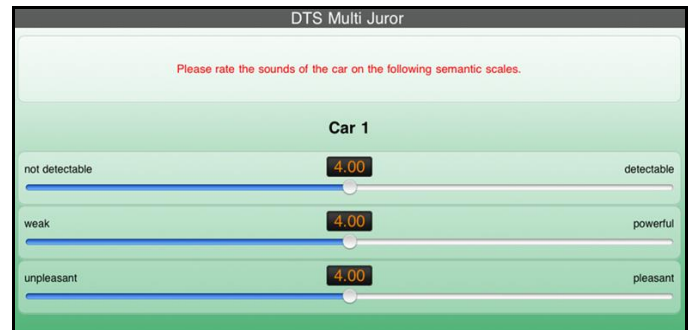 DTS Multi Juror
Please rate the sounds of the car on the following semantic scales.
Car 1
not detectable 4.00 detectable
weak 4.00 powerful
unpleasant 4.00 pleasant